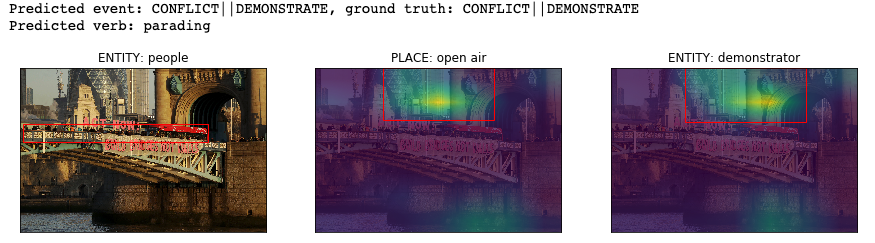 Predicted event: CONFLICT||DEMONSTRATE, ground truth: CONFLICT||DEMONSTRATE
Predicted verb: parading
ENTITY: people
PLACE: open air
ENTITY: demonstrator